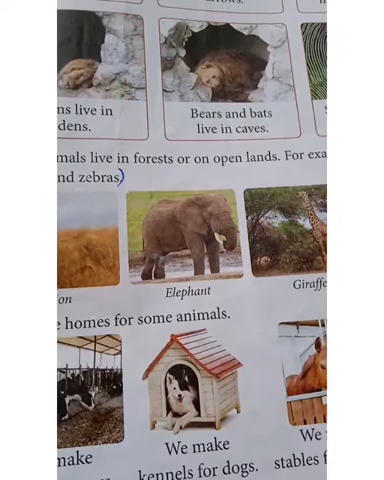 ns live in
dens.
Bears and bats
live in caves.
mals live in forests or on open lands. For exa
nd zebras)
on
Elephant
Giraffe
e homes for some animals.
make
We make
kennels for dogs.
We
stables f